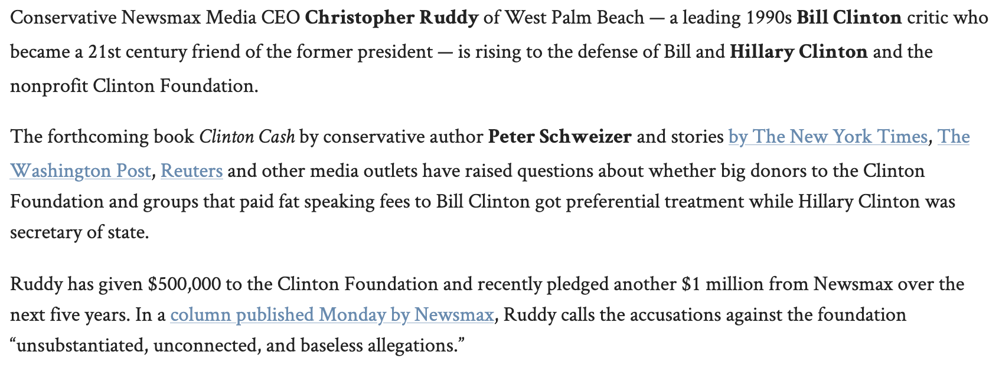 Conservative Newsmax Media CEO Christopher Ruddy of West Palm Beach — a leading 1990s Bill Clinton critic who
became a 21st century friend of the former president — is rising to the defense of Bill and Hillary Clinton and the
nonprofit Clinton Foundation.
The forthcoming book Clinton Cash by conservative author Peter Schweizer and stories by The New York Times, The
Washington Post, Reuters and other media outlets have raised questions about whether big donors to the Clinton
Foundation and groups that paid fat speaking fees to Bill Clinton got preferential treatment while Hillary Clinton was
secretary of state.
Ruddy has given $500,000 to the Clinton Foundation and recently pledged another $1 million from Newsmax over the
next five years. In a column published Monday by Newsmax, Ruddy calls the accusations against the foundation
“unsubstantiated, unconnected, and baseless allegations.”